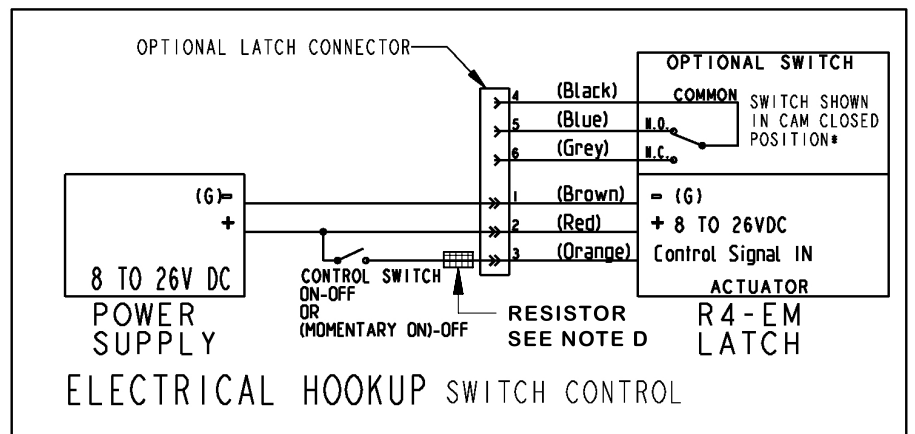 OPTIONAL LATCH CONNECTOR
OPTIONAL SWITCH
4 (Black) COMMON
SWITCH SHOWN
IN CAM CLOSED
POSITION*
5 (Blue) N.O.
6 (Grey) N.C.
(G)- 1 (Brown) - (G)
+ 2 (Red) + 8 TO 26VDC
3 (Orange) Control Signal IN
8 TO 26V DC
CONTROL SWITCH
ON-OFF
OR
(MOMENTARY ON)-OFF
ACTUATOR
POWER
SUPPLY
RESISTOR
SEE NOTE D
R4-EM
LATCH
ELECTRICAL HOOKUP SWITCH CONTROL